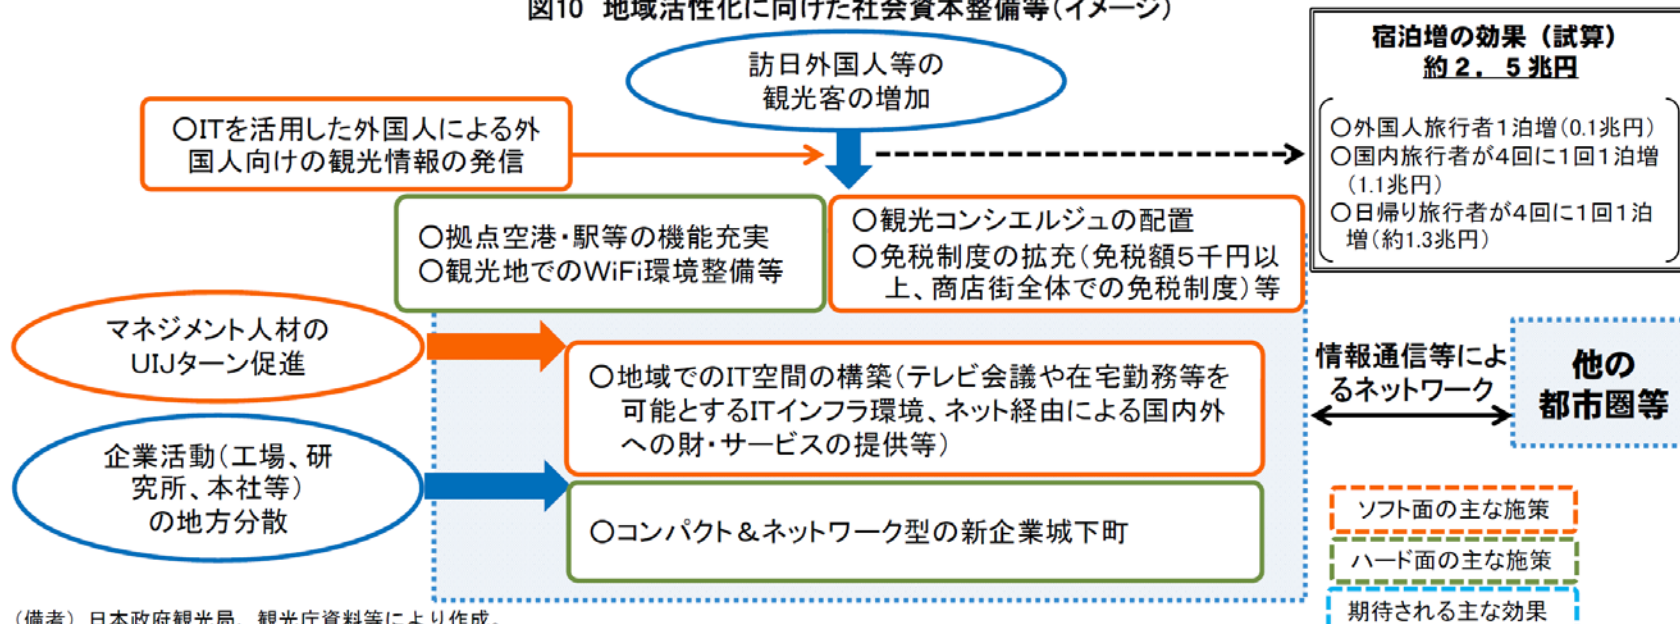 図10 地域活性化に向けた社会資本整備等(イメージ)
訪日外国人等の
観光客の増加
宿泊増の効果(試算)
約2.5兆円
〇外国人旅行者1泊増(0.1兆円)
〇国内旅行者が4回に1回1泊増
(1.1兆円)
〇日帰り旅行者が4回に1回1泊
増(約1.3兆円)
〇ITを活用した外国人による外
国人向けの観光情報の発信
〇拠点空港・駅等の機能充実
〇観光地でのWiFi環境整備等
〇観光コンシエルジュの配置
〇免税制度の拡充(免税額5千円以
上、商店街全体での免税制度)等
マネジメント人材の
UIJターン促進
〇地域でのIT空間の構築(テレビ会議や在宅勤務等を
可能とするITインフラ環境、ネット経由による国内外
への財・サービスの提供等)
情報通信等によ
るネットワーク
他の
都市圏等
企業活動(工場、研
究所、本社等)
の地方分散
〇コンパクト&ネットワーク型の新企業城下町
ソフト面の主な施策
ハード面の主な施策
期待される主な効果
(備考)日本政府観光局、観光庁資料等により作成。